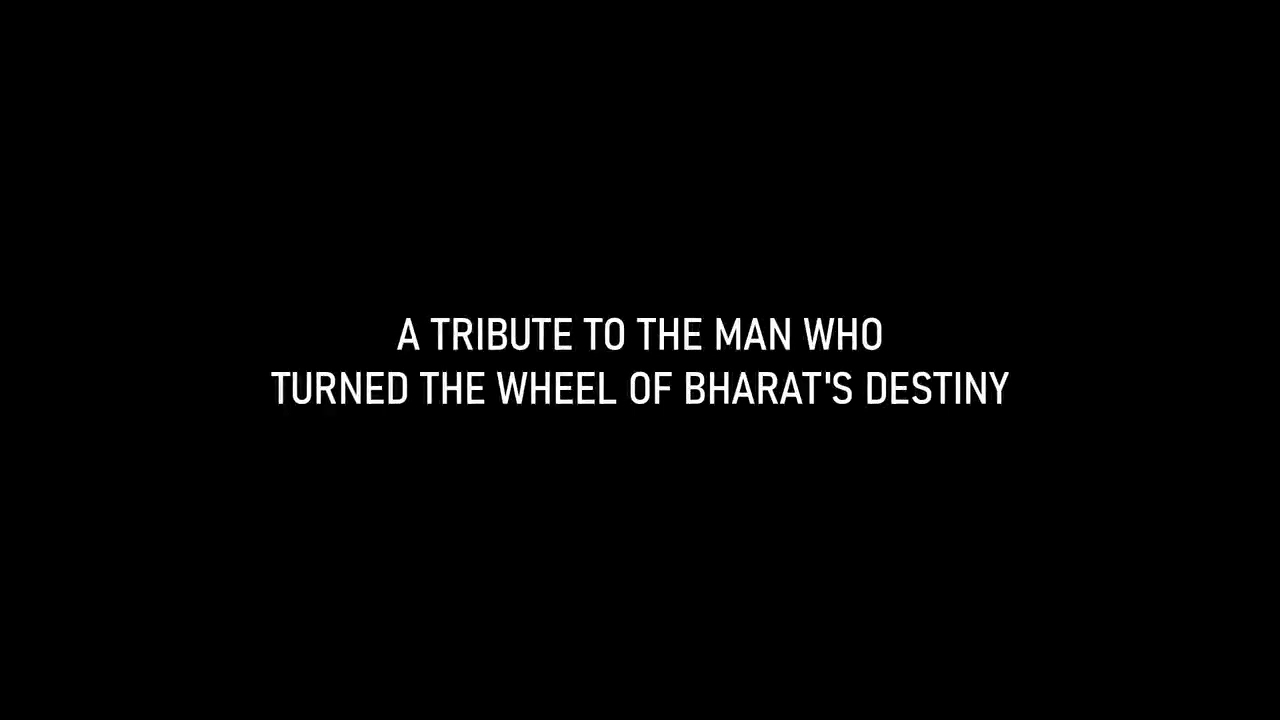 A TRIBUTE TO THE MAN WHO
TURNED THE WHEEL OF BHARAT'S DESTINY